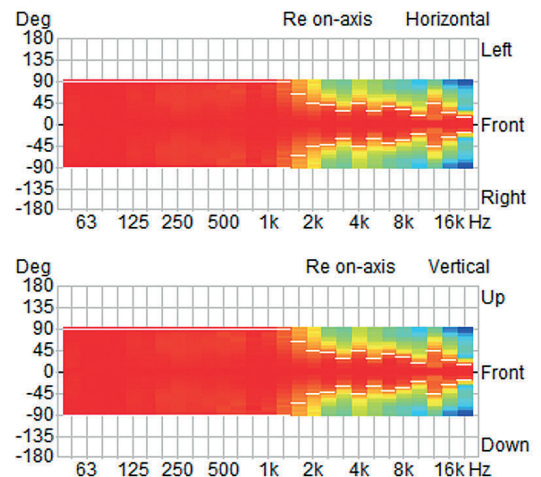 Deg Re on-axis Horizontal
180
135
90
45
0
-45
-90
-135
-180
Left
Front
Right
63 125 250 500 1k 2k 4k 8k 16k Hz
Deg Re on-axis Vertical
180
135
90
45
0
-45
-90
-135
-180
Up
Front
Down
63 125 250 500 1k 2k 4k 8k 16k Hz